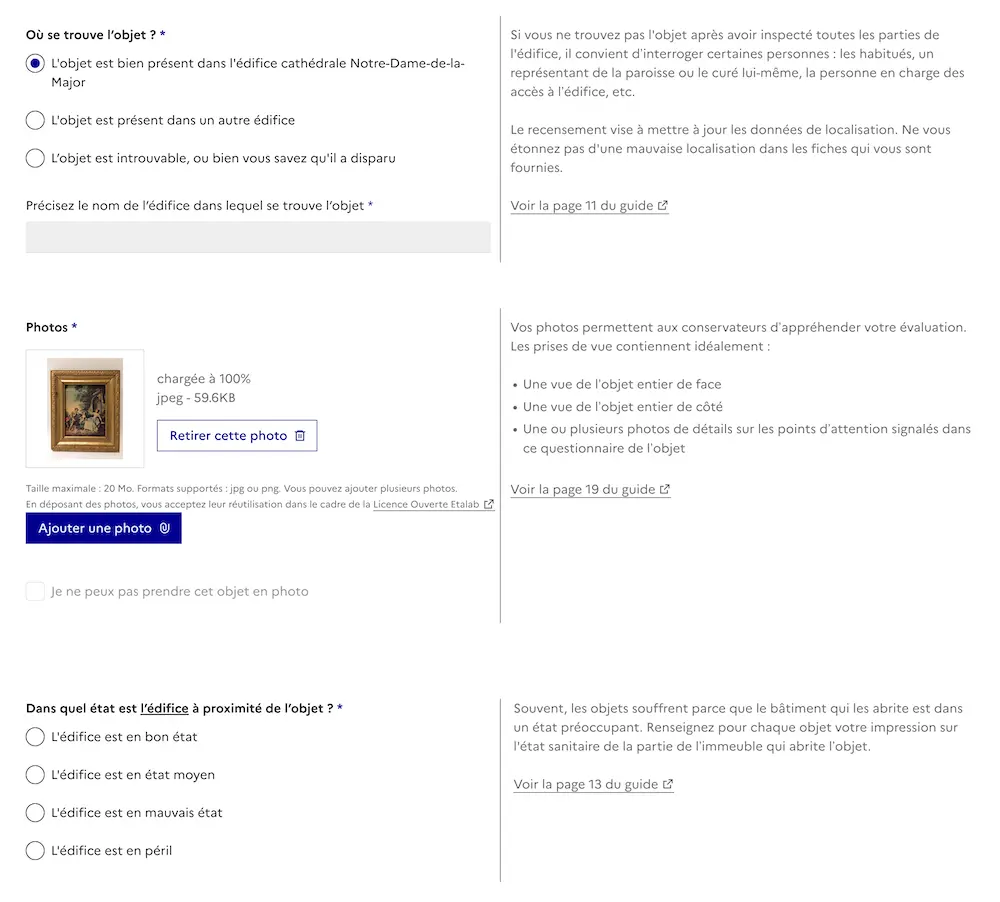 Où se trouve l’objet ? *
L'objet est bien présent dans l'édifice cathédrale Notre-Dame-de-la-
Major
L'objet est présent dans un autre édifice
L’objet est introuvable, ou bien vous savez qu'il a disparu
Précisez le nom de l’édifice dans lequel se trouve l’objet *
Si vous ne trouvez pas l'objet après avoir inspecté toutes les parties de
l'édifice, il convient d’interroger certaines personnes : les habitués, un
représentant de la paroisse ou le curé lui-même, la personne en charge des
accès à l’édifice, etc.
Le recensement vise à mettre à jour les données de localisation. Ne vous
étonnez pas d'une mauvaise localisation dans les fiches qui vous sont
fournies.
Voir la page 11 du guide
Photos *
chargée à 100%
jpeg - 59.6KB
Retirer cette photo
Taille maximale : 20 Mo. Formats supportés : jpg ou png. Vous pouvez ajouter plusieurs photos.
En déposant des photos, vous acceptez leur réutilisation dans le cadre de la Licence Ouverte Etalab
Ajouter une photo
Je ne peux pas prendre cet objet en photo
Vos photos permettent aux conservateurs d’appréhender votre évaluation.
Les prises de vue contiennent idéalement :
• Une vue de l’objet entier de face
• Une vue de l’objet entier de côté
• Une ou plusieurs photos de détails sur les points d’attention signalés dans
ce questionnaire de l’objet
Voir la page 19 du guide
Dans quel état est l’édifice à proximité de l’objet ? *
L'édifice est en bon état
L'édifice est en état moyen
L'édifice est en mauvais état
L'édifice est en péril
Souvent, les objets souffrent parce que le bâtiment qui les abrite est dans
un état préoccupant. Renseignez pour chaque objet votre impression sur
l'état sanitaire de la partie de l’immeuble qui abrite l’objet.
Voir la page 13 du guide